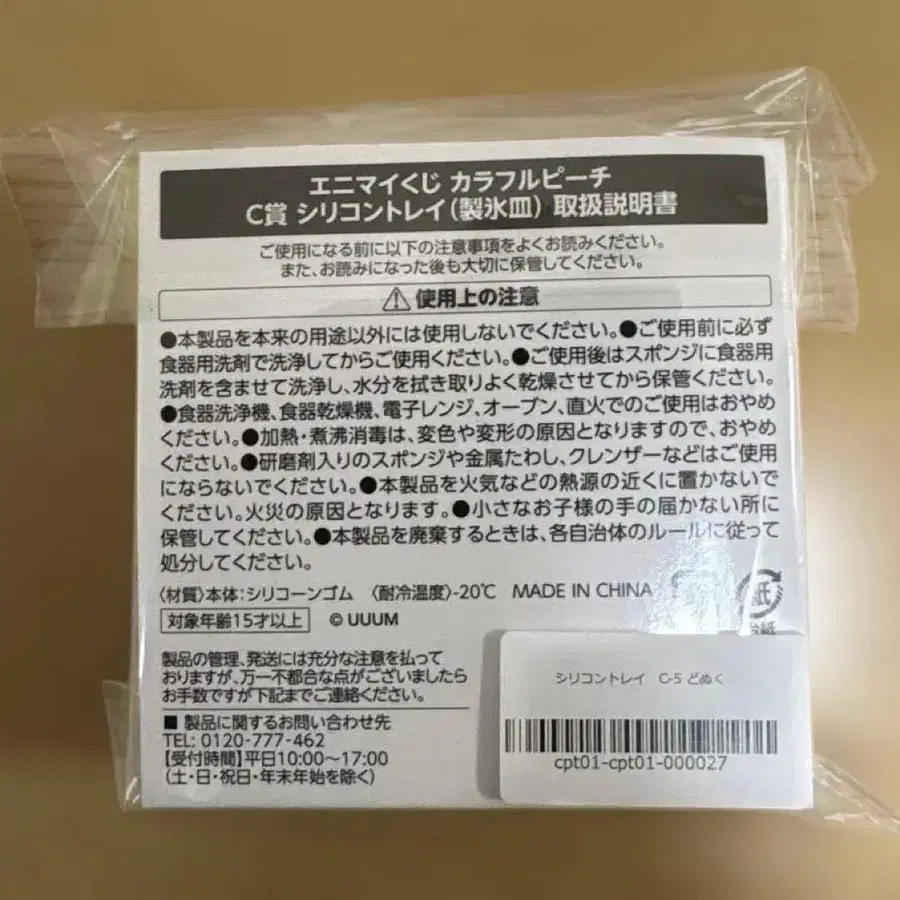 エニマイくじ カラフルピーチ
C賞 シリコントレイ(製氷皿) 取扱説明書
ご使用になる前に以下の注意事項をよくお読みください。
また、お読みになった後も大切に保管してください。
⚠使用上の注意
●本製品を本来の用途以外には使用しないでください。●ご使用前に必ず
食器用洗剤で洗浄してからご使用ください。●ご使用後はスポンジに食器用
洗剤を含ませて洗浄し、水分を拭き取りよく乾燥させてから保管ください。
●食器洗浄機、食器乾燥機、電子レンジ、オーブン、直火でのご使用はおやめ
ください。●加熱・煮沸消毒は、変色や変形の原因となりますので、おやめ
ください。●研磨剤入りのスポンジや金属たわし、クレンザーなどはご使用
にならないでください。●本製品を火気などの熱源の近くに置かないで
ください。火災の原因となります。●小さなお子様の手の届かない所に
保管してください。●本製品を廃棄するときは、各自治体のルールに従って
処分してください。
〈材質〉本体:シリコーンゴム 〈耐冷温度〉-20℃ MADE IN CHINA
紙
対象年齢15才以上 © UUUM
製品の管理、発送には充分な注意を払って
おりますが、万一不都合な点がございましたら
お手数ですが下記までご連絡ください。
■ 製品に関するお問い合わせ先
TEL: 0120-777-462
【受付時間】平日10:00〜17:00
(土・日・祝日・年末年始を除く)
シリコントレイ C-5 どぬく
cpt01-cpt01-000027